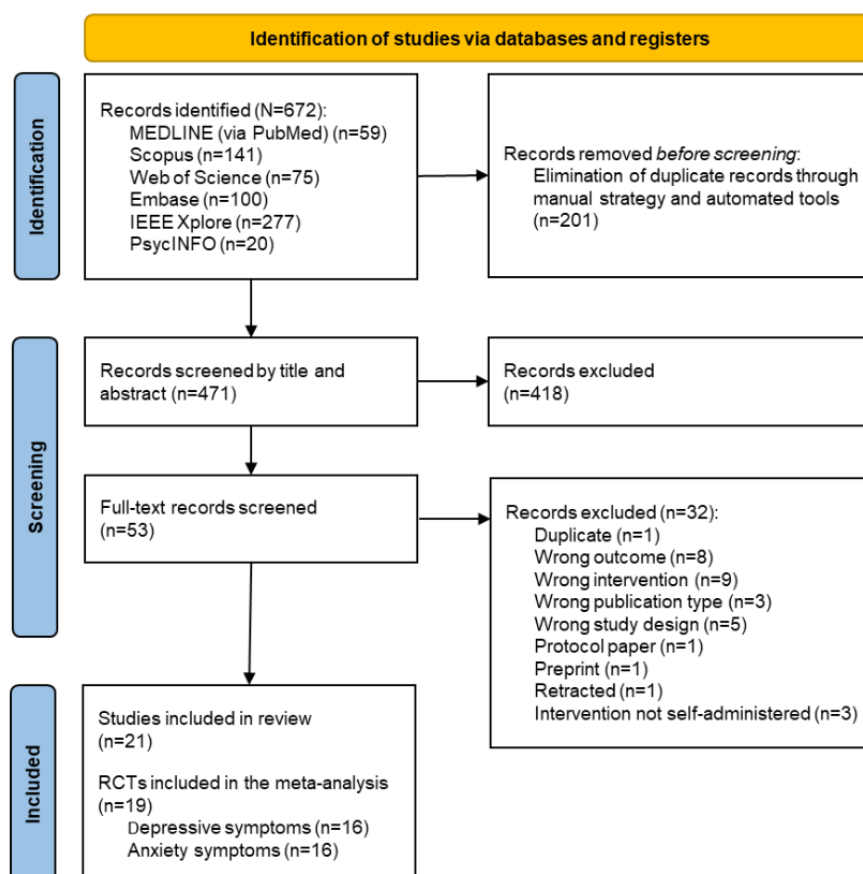 Identification of studies via databases and registers
Identification
Records identified (N=672):
MEDLINE (via PubMed) (n=59)
Scopus (n=141)
Web of Science (n=75)
Embase (n=100)
IEEE Xplore (n=277)
PsycINFO (n=20)
Records removed before screening:
Elimination of duplicate records through
manual strategy and automated tools
(n=201)
Screening
Records screened by title and
abstract (n=471)
Records excluded
(n=418)
Full-text records screened
(n=53)
Records excluded (n=32):
Duplicate (n=1)
Wrong outcome (n=8)
Wrong intervention (n=9)
Wrong publication type (n=3)
Wrong study design (n=5)
Protocol paper (n=1)
Preprint (n=1)
Retracted (n=1)
Intervention not self-administered (n=3)
Included
Studies included in review
(n=21)
RCTs included in the meta-analysis
(n=19)
Depressive symptoms (n=16)
Anxiety symptoms (n=16)